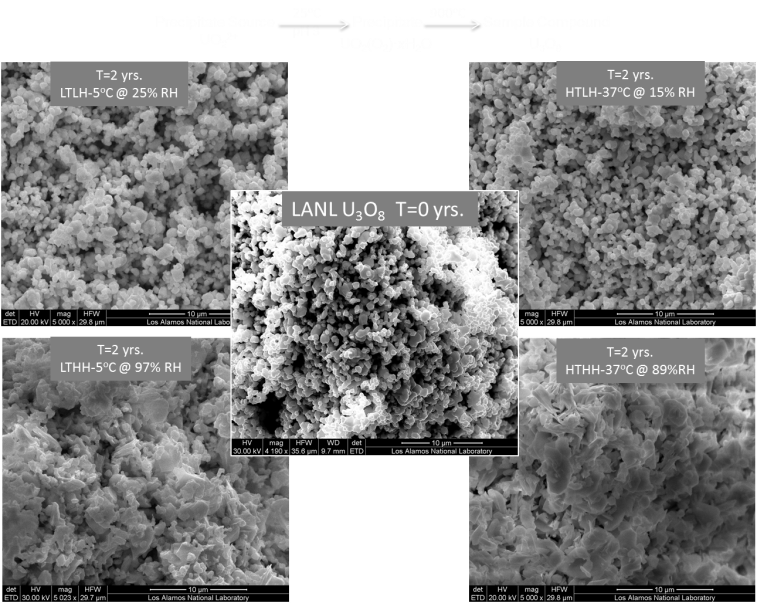 T=2 yrs.
LTLH-5°C @ 25% RH
T=2 yrs.
HTLH-37°C @ 15% RH
LANL U₃O₈ T=0 yrs.
10 µm
det HV mag HFW
ETD 20.00 kV 5 000 x 29.8 µm Los Alamos National Labo
10 µm
mag HFW
5 000 x 29.8 µm Los Alamos National Laboratory
T=2 yrs.
LTHH-5°C @ 97% RH
T=2 yrs.
HTHH-37°C @ 89%RH
HV mag HFW WD 10 µm
30.00 kV 4 190 x 35.6 µm 9.7 mm Los Alamos National Laboratory
det HV mag HFW 10 µm
ETD 30.00 kV 5 023 x 29.7 µm Los Alamos National Laboratory
det HV mag HFW 10 µm
ETD 20.00 kV 5 000 x 29.8 µm Los Alamos National Laboratory